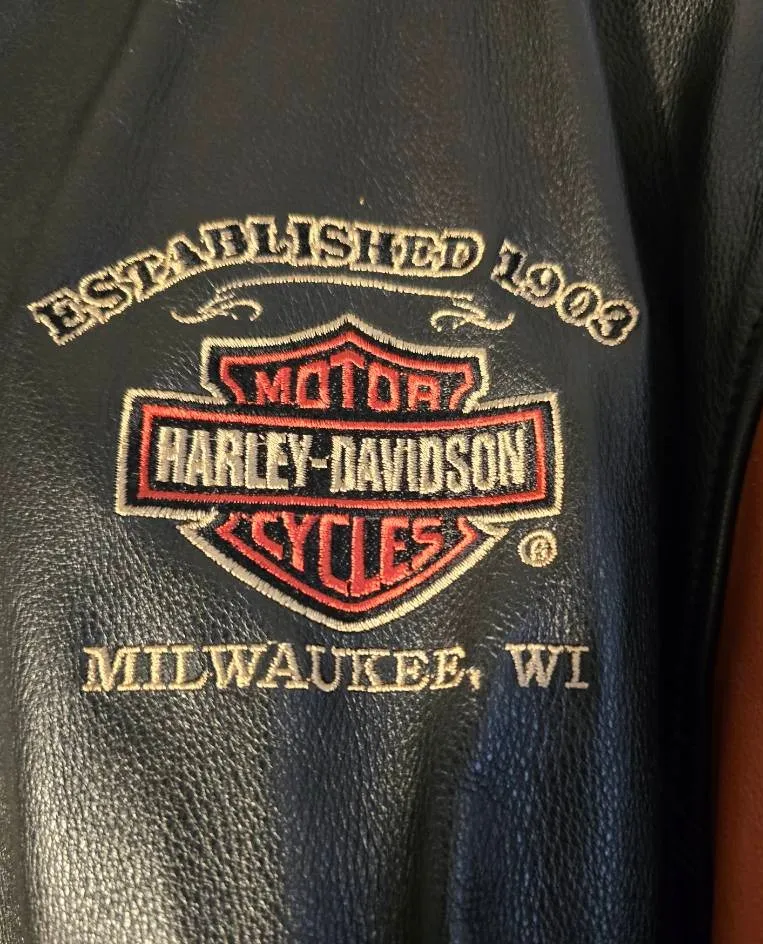 ESTABLISHED 1903
MOTOR
HARLEY-DAVIDSON
CYCLES
®
MILWAUKEE, WI